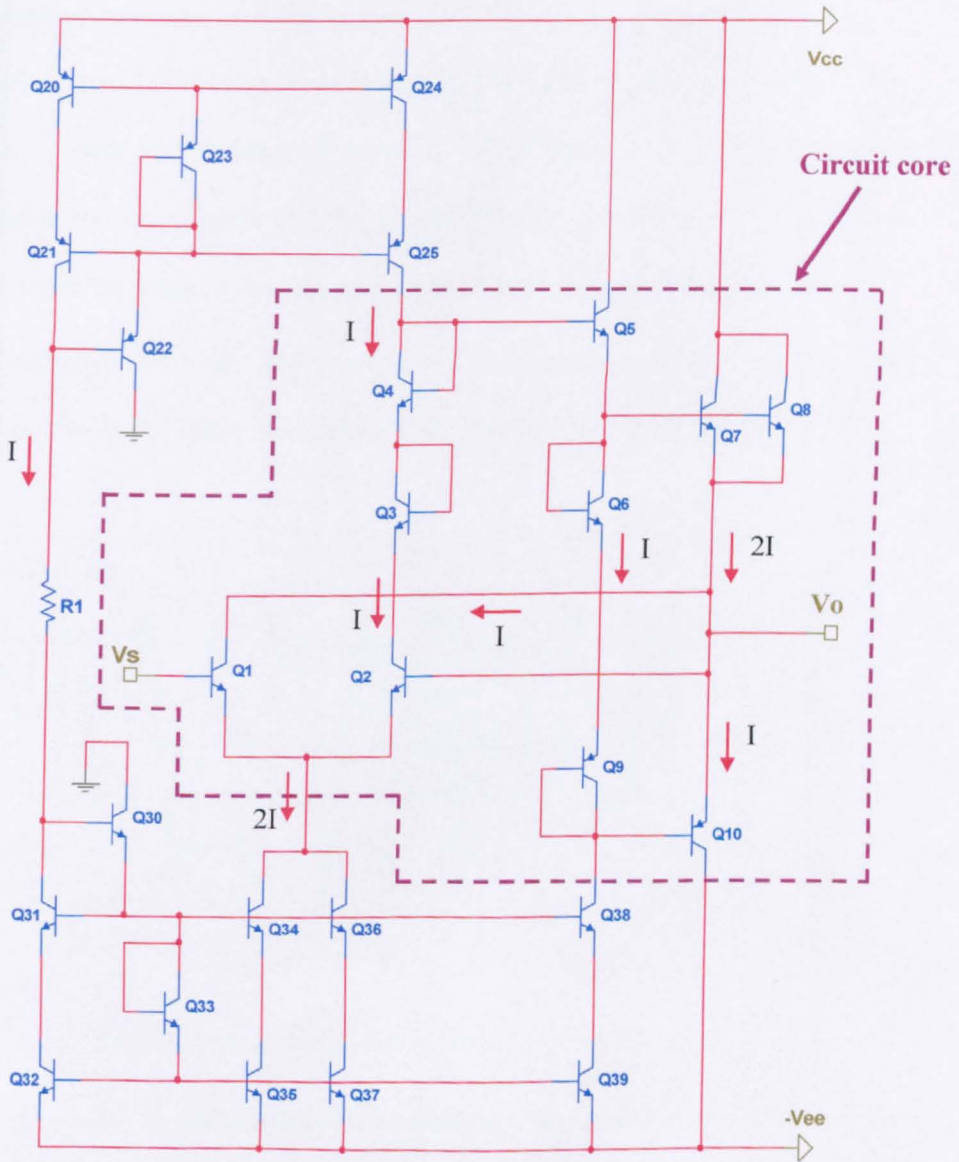 Vcc
Q20
Q24
Q23
Circuit core
Q21
Q25
I
Q5
Q22
Q4
Q8
Q7
I
Q3
Q6
I
2I
R1
I
I
Vo
Vs
Q1
Q2
I
Q9
2I
Q30
Q10
Q31
Q34
Q36
Q38
Q33
Q32
Q35
Q37
Q39
-Vee